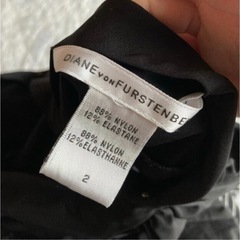 DIANE VON FURSTENBE
88% NYLON
12% ELASTANE
88% NYLON
12% ELASTHANNE
2